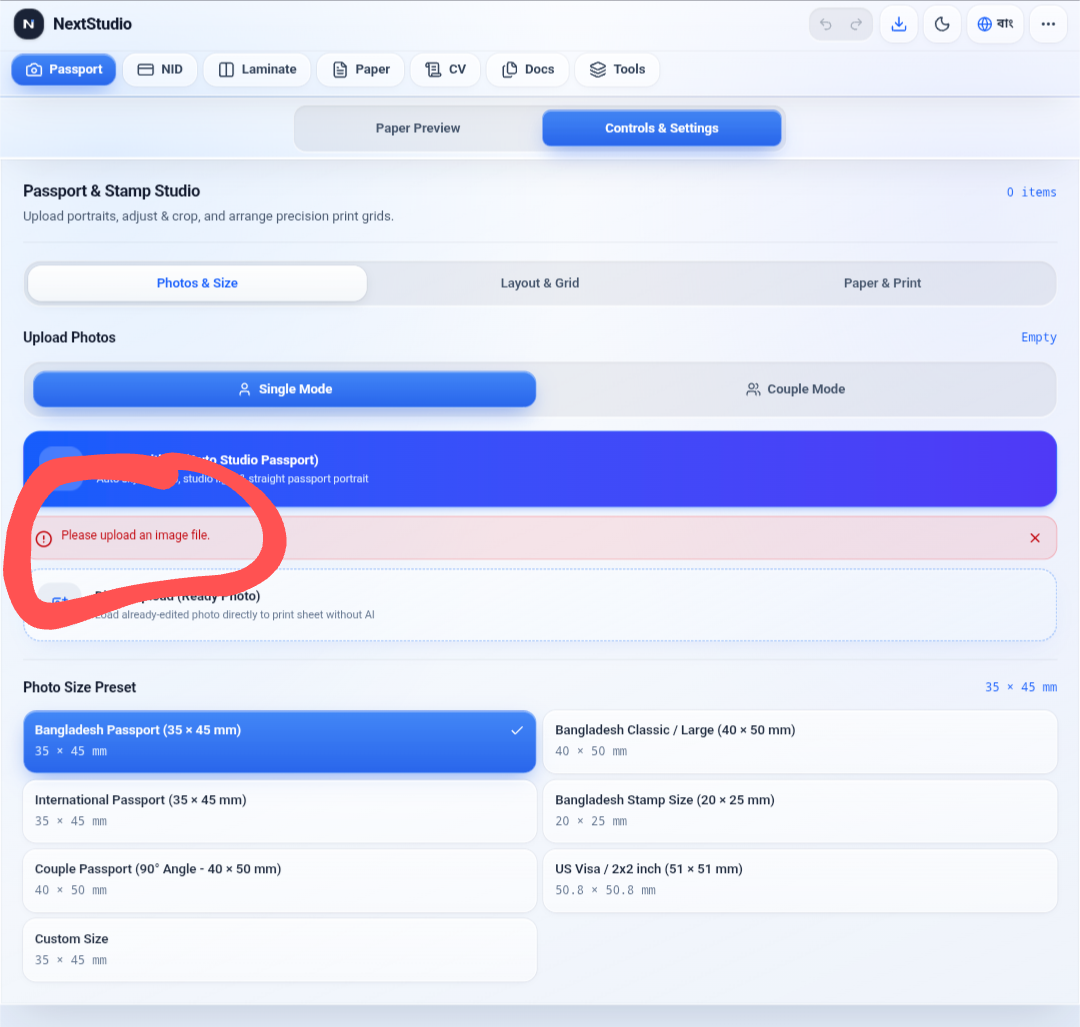 N NextStudio
বাং
Passport NID Laminate Paper CV Docs Tools
Paper Preview Controls & Settings
Passport & Stamp Studio
0 items
Upload portraits, adjust & crop, and arrange precision print grids.
Photos & Size Layout & Grid Paper & Print
Upload Photos
Empty
Single Mode Couple Mode
Studio Passport)
straight passport portrait
Please upload an image file.
(Ready Photo)
already-edited photo directly to print sheet without AI
Photo Size Preset
35 × 45 mm
Bangladesh Passport (35 × 45 mm)
35 × 45 mm
Bangladesh Classic / Large (40 × 50 mm)
40 × 50 mm
International Passport (35 × 45 mm)
35 × 45 mm
Bangladesh Stamp Size (20 × 25 mm)
20 × 25 mm
Couple Passport (90° Angle - 40 × 50 mm)
40 × 50 mm
US Visa / 2x2 inch (51 × 51 mm)
50.8 × 50.8 mm
Custom Size
35 × 45 mm